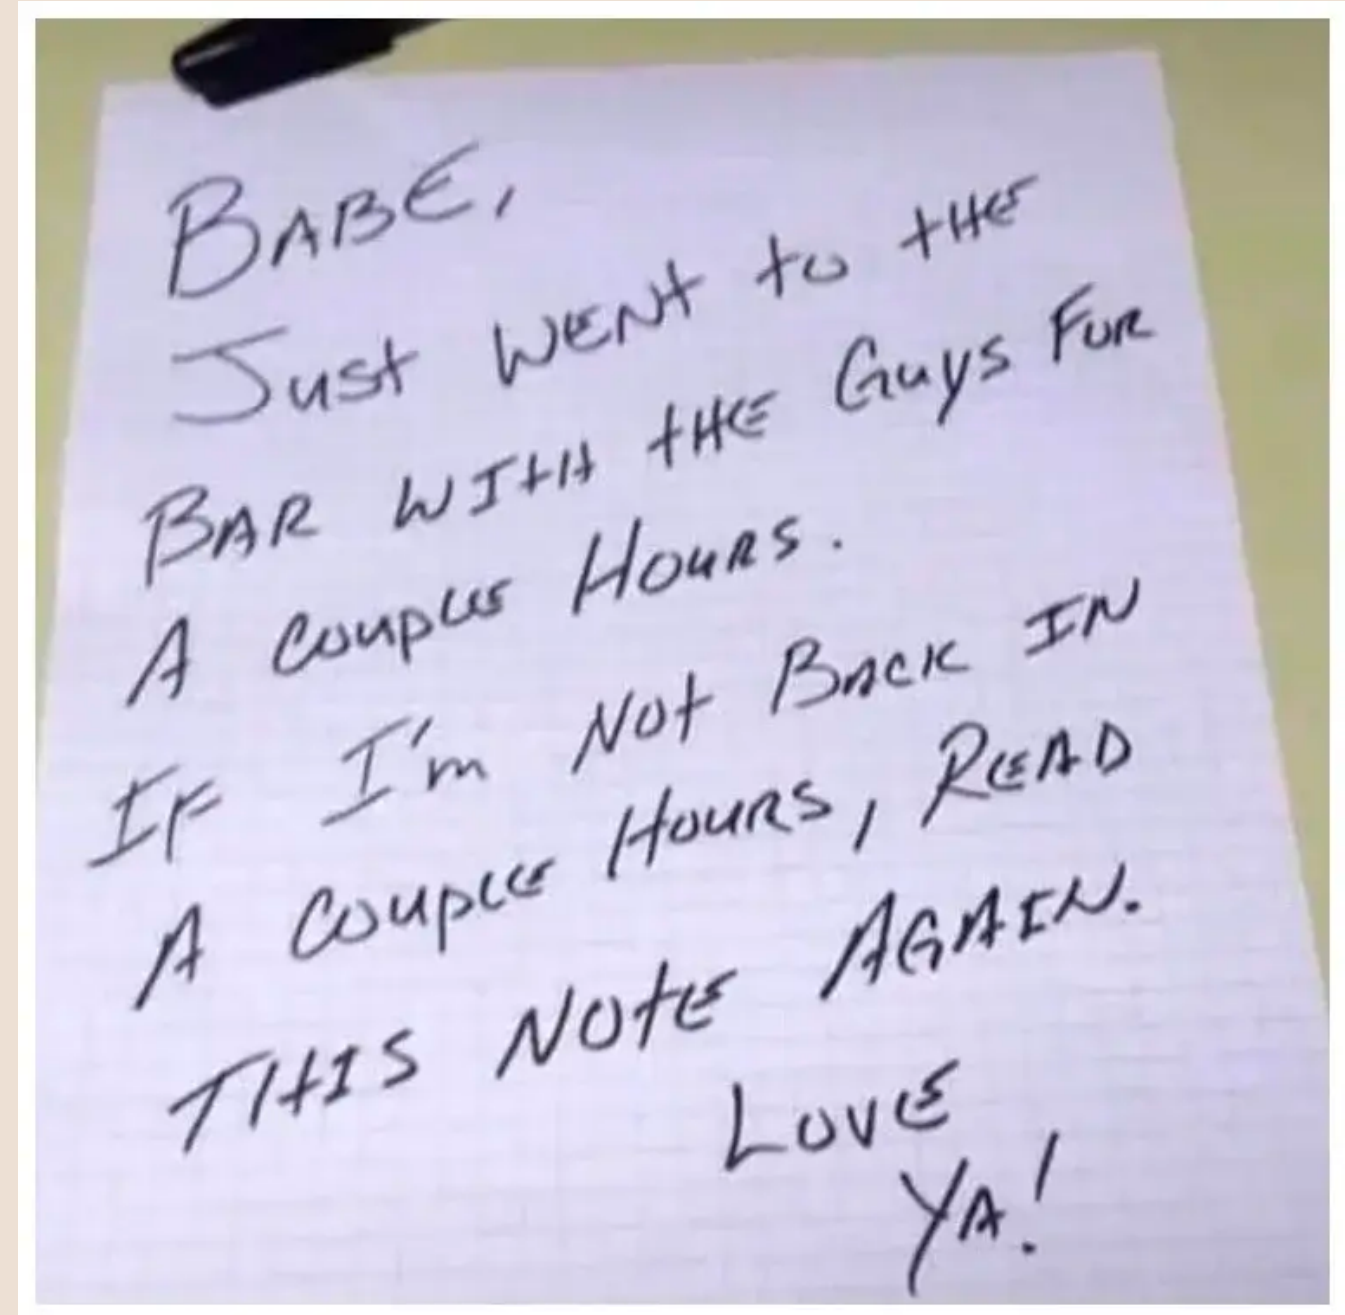 BABE,
Just WENt to tHE
BAR WItH tHE Guys FOR
A Couple HOURS.
IF I'm Not BACK IN
A Couple HOURS, READ
THIS NOtE AGAIN.
LOVE
YA!